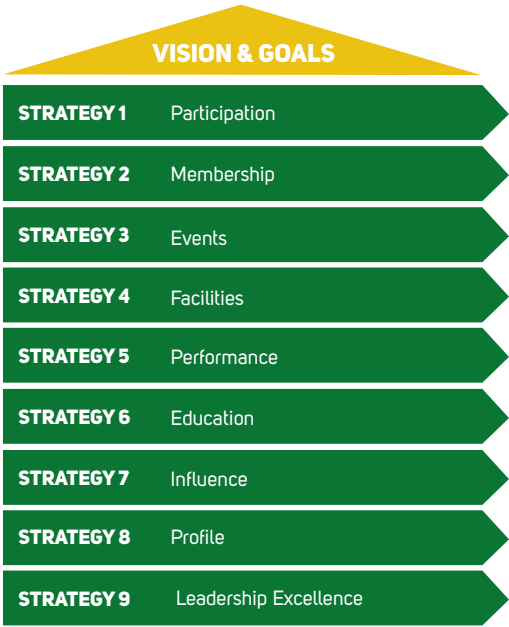 VISION & GOALS
STRATEGY 1 Participation
STRATEGY 2 Membership
STRATEGY 3 Events
STRATEGY 4 Facilities
STRATEGY 5 Performance
STRATEGY 6 Education
STRATEGY 7 Influence
STRATEGY 8 Profile
STRATEGY 9 Leadership Excellence